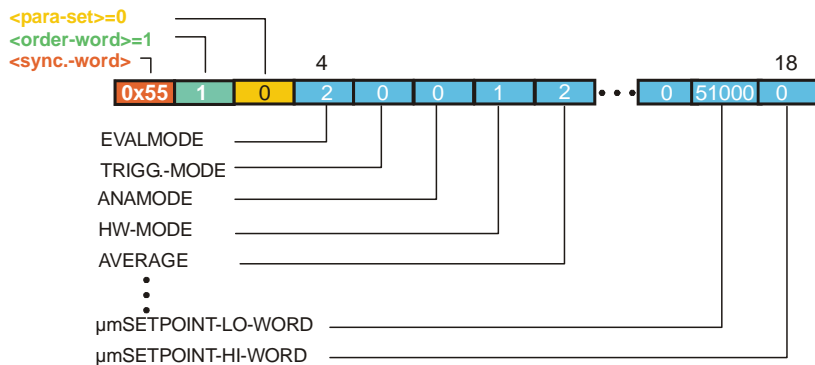 <para-set>=0
<order-word>=1
<sync.-word>
4 18
0x55 1 0 2 0 0 1 2 ••• 0 51000 0
EVALMODE
TRIGG.-MODE
ANAMODE
HW-MODE
AVERAGE
µmSETPOINT-LO-WORD
µmSETPOINT-HI-WORD